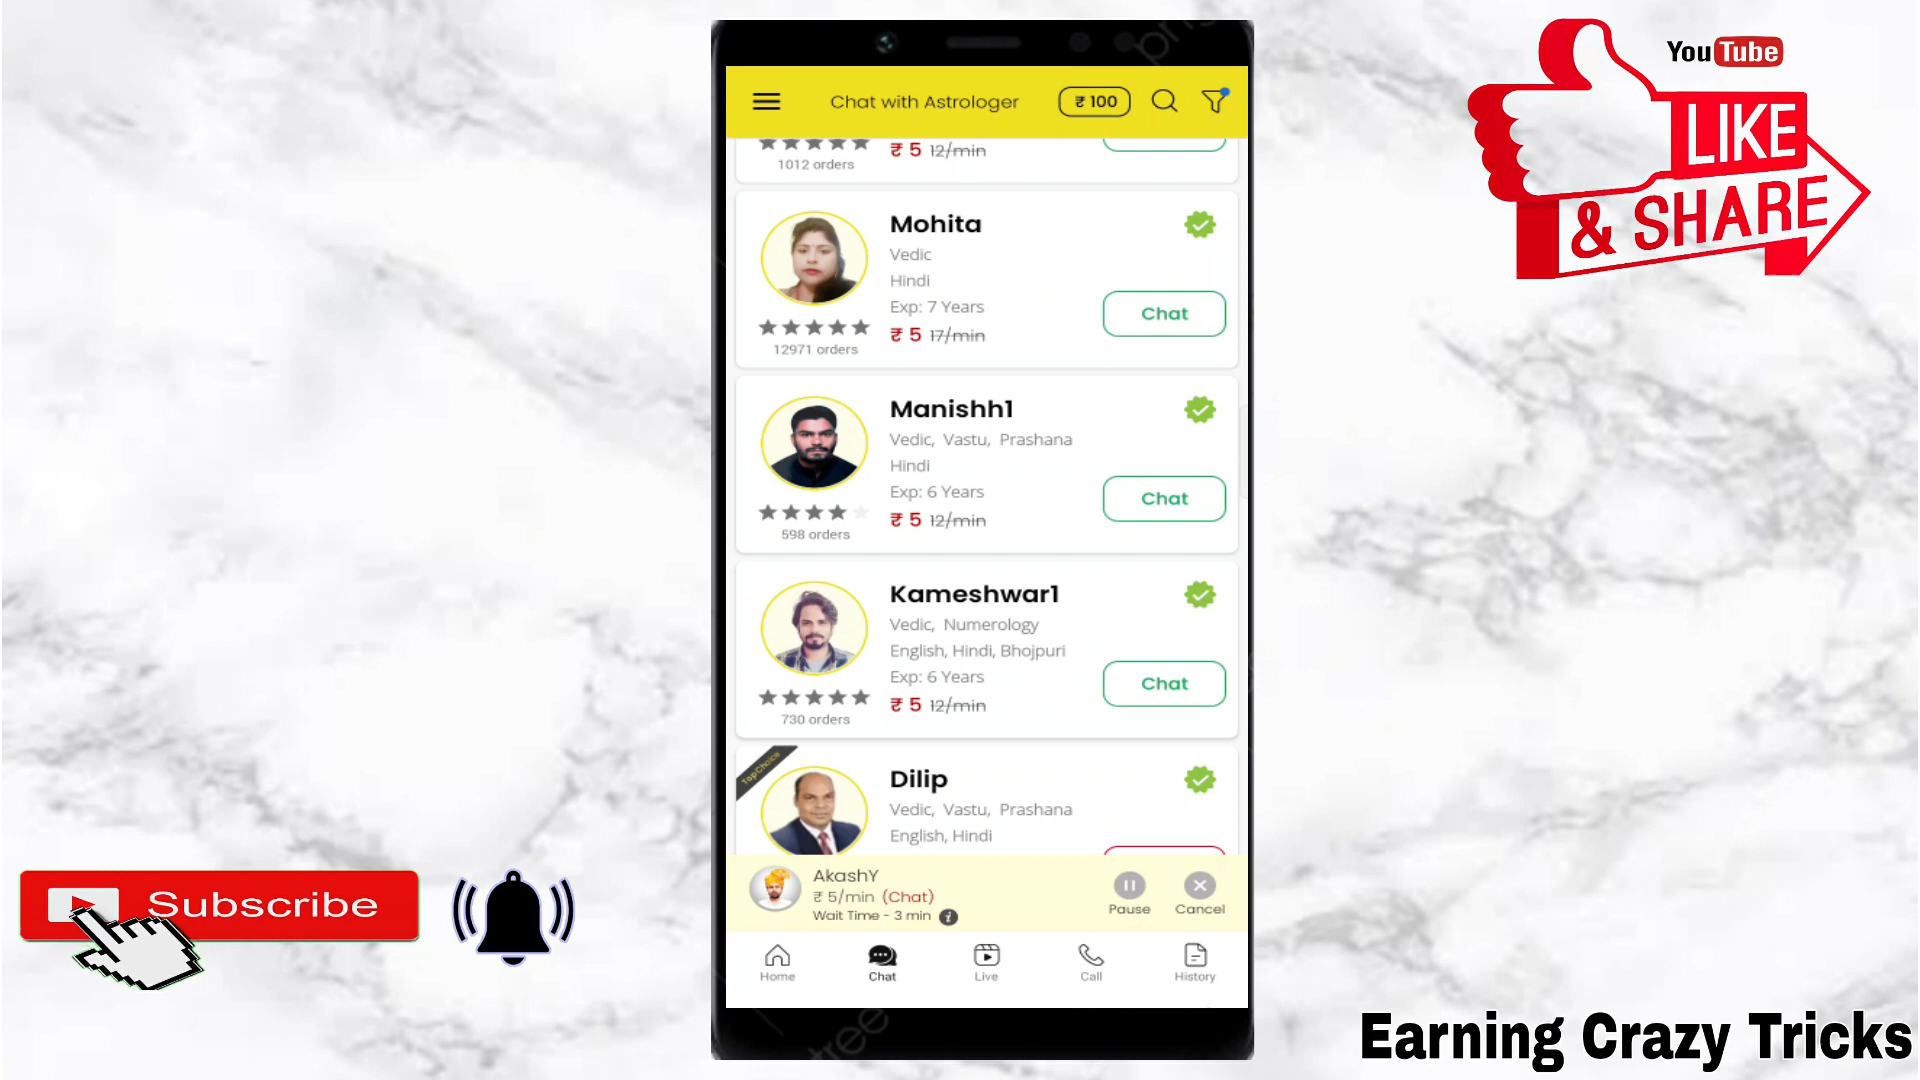 YouTube
LIKE
& SHARE
Chat with Astrologer
₹ 100
1012 orders
₹ 5 12/min
Mohita
Vedic
Hindi
Exp: 7 Years
₹ 5 17/min
12971 orders
Chat
Manishh1
Vedic, Vastu, Prashana
Hindi
Exp: 6 Years
₹ 5 12/min
598 orders
Chat
Kameshwar1
Vedic, Numerology
English, Hindi, Bhojpuri
Exp: 6 Years
₹ 5 12/min
730 orders
Chat
Top Choice
Dilip
Vedic, Vastu, Prashana
English, Hindi
AkashY
₹ 5/min (Chat)
Wait Time - 3 min
Pause
Cancel
Home
Chat
Live
Call
History
Subscribe
Earning Crazy Tricks